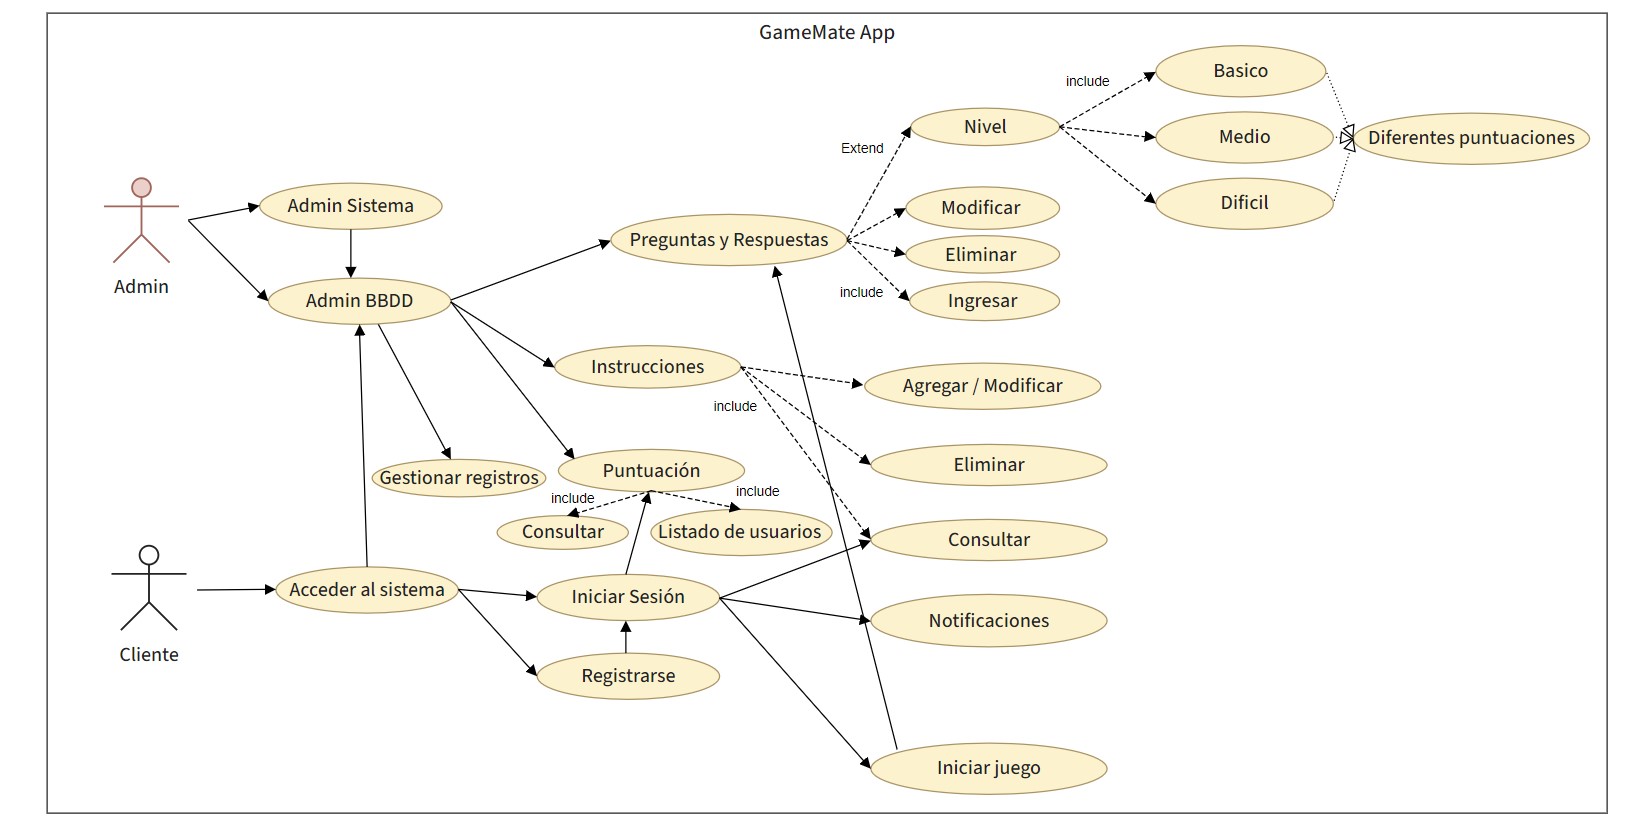 GameMate App
Basico
include
Nivel
Medio
Diferentes puntuaciones
Extend
Dificil
Admin Sistema
Modificar
Preguntas y Respuestas
Eliminar
Admin
include
Ingresar
Admin BBDD
Instrucciones
Agregar / Modificar
include
Eliminar
Puntuación
Gestionar registros
include
include
Consultar
Listado de usuarios
Consultar
Acceder al sistema
Iniciar Sesión
Notificaciones
Cliente
Registrarse
Iniciar juego